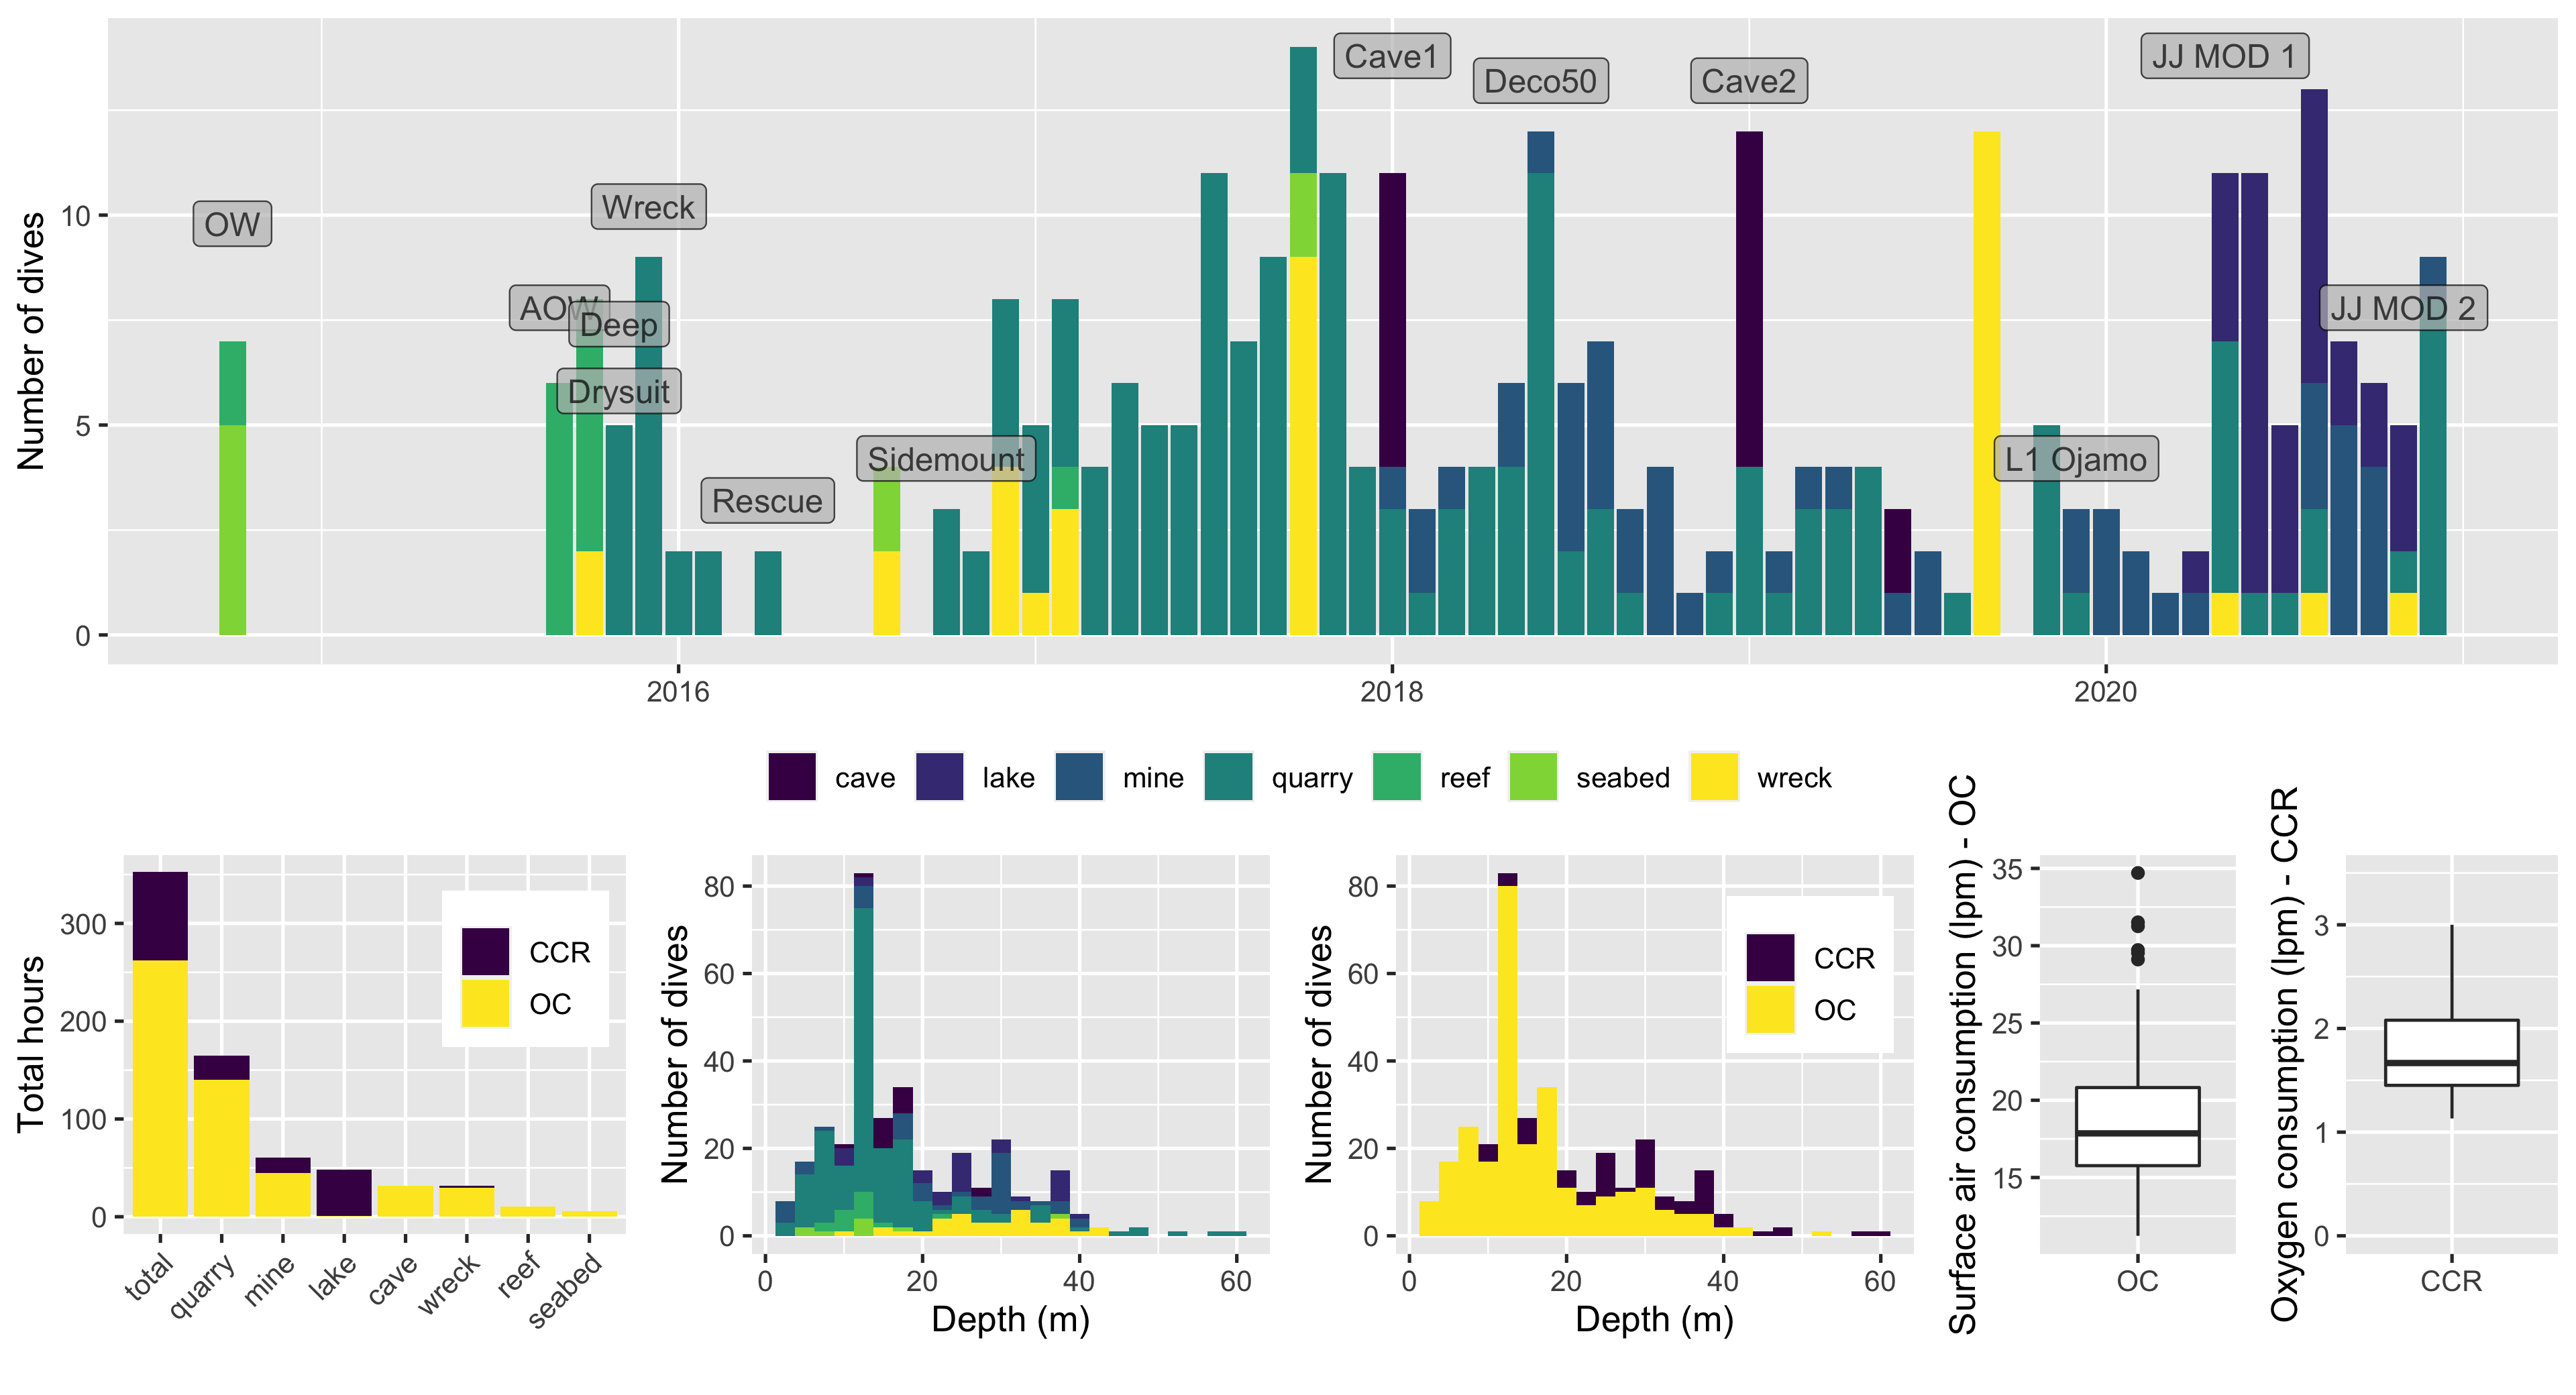 Number of dives
10
5
0
OW
AOW
Deep
Drysuit
Wreck
Rescue
Sidemount
Cave1
Deco50
Cave2
L1 Ojamo
JJ MOD 1
JJ MOD 2
2016
2018
2020
cave
lake
mine
quarry
reef
seabed
wreck
Total hours
300
200
100
0
CCR
OC
total
quarry
mine
lake
cave
wreck
reef
seabed
Number of dives
80
60
40
20
0
0
20
40
60
Depth (m)
Number of dives
80
60
40
20
0
CCR
OC
0
20
40
60
Depth (m)
Surface air consumption (lpm) - OC
35
30
25
20
15
OC
Oxygen consumption (lpm) - CCR
3
2
1
0
CCR